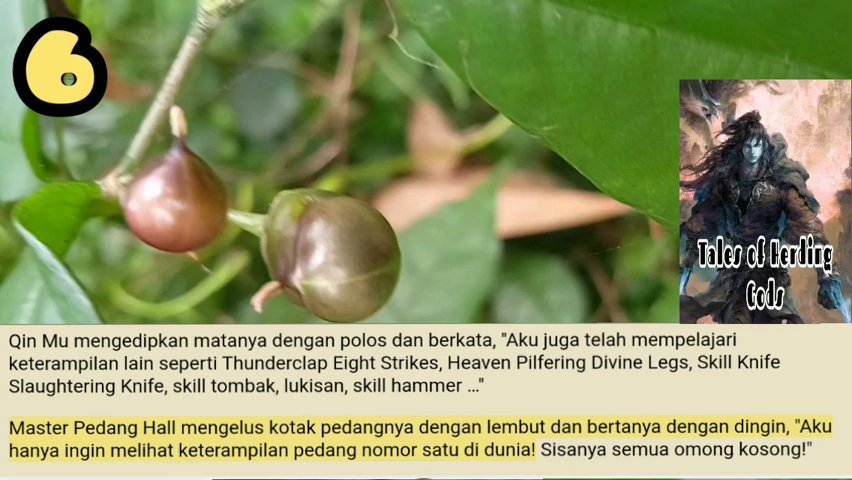 6
Tales of Herding
Gods
Qin Mu mengedipkan matanya dengan polos dan berkata, "Aku juga telah mempelajari
keterampilan lain seperti Thunderclap Eight Strikes, Heaven Pilfering Divine Legs, Skill Knife
Slaughtering Knife, skill tombak, lukisan, skill hammer ..."
Master Pedang Hall mengelus kotak pedangnya dengan lembut dan bertanya dengan dingin, "Aku
hanya ingin melihat keterampilan pedang nomor satu di dunia! Sisanya semua omong kosong!"